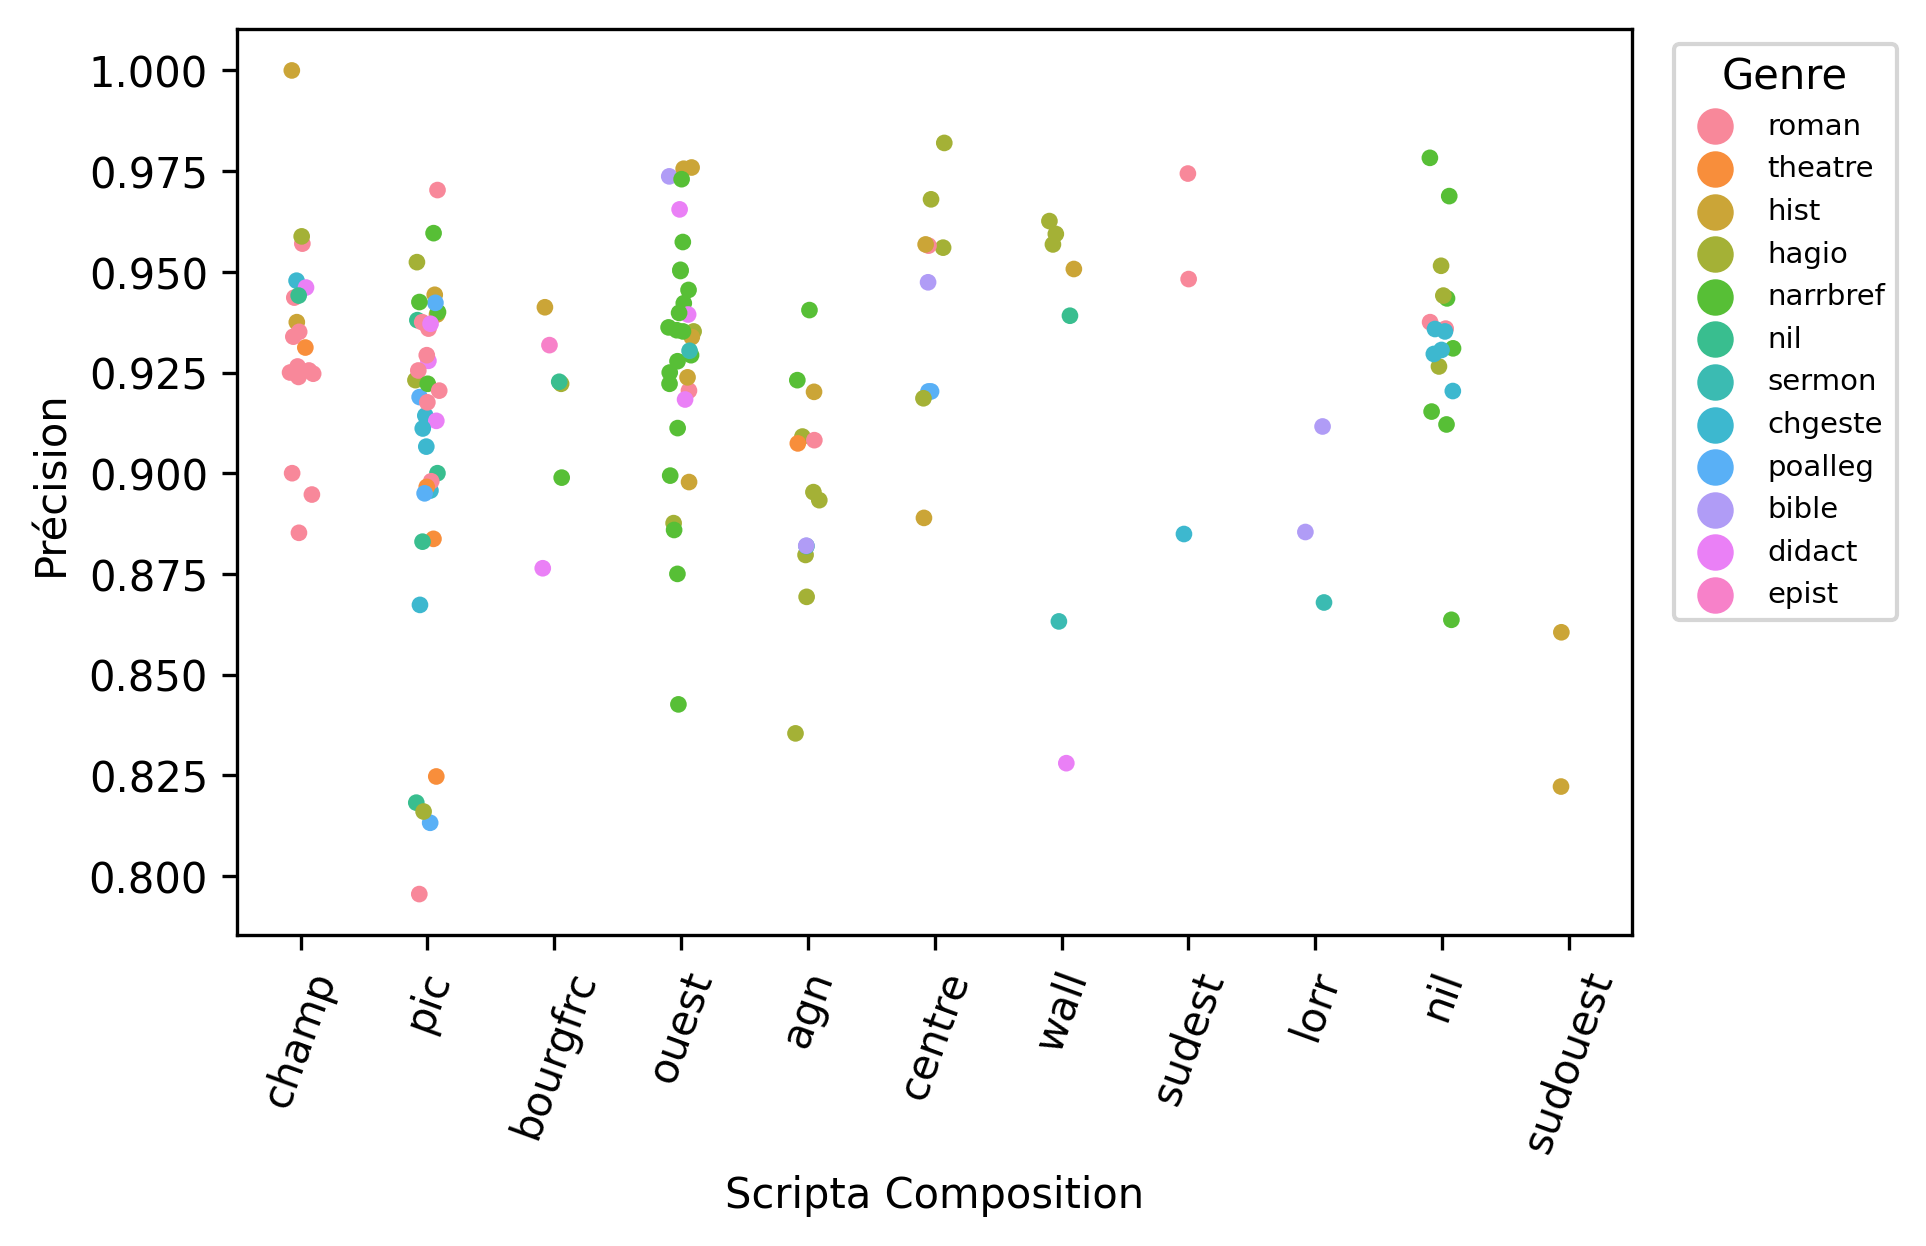 1.000
0.975
0.950
0.925
0.900
0.875
0.850
0.825
0.800
Précision
champ
pic
bourgfrc
ouest
agn
centre
wall
sudest
lorr
nil
sudouest
Scripta Composition
Genre
roman
theatre
hist
hagio
narrbref
nil
sermon
chgeste
poalleg
bible
didact
epist